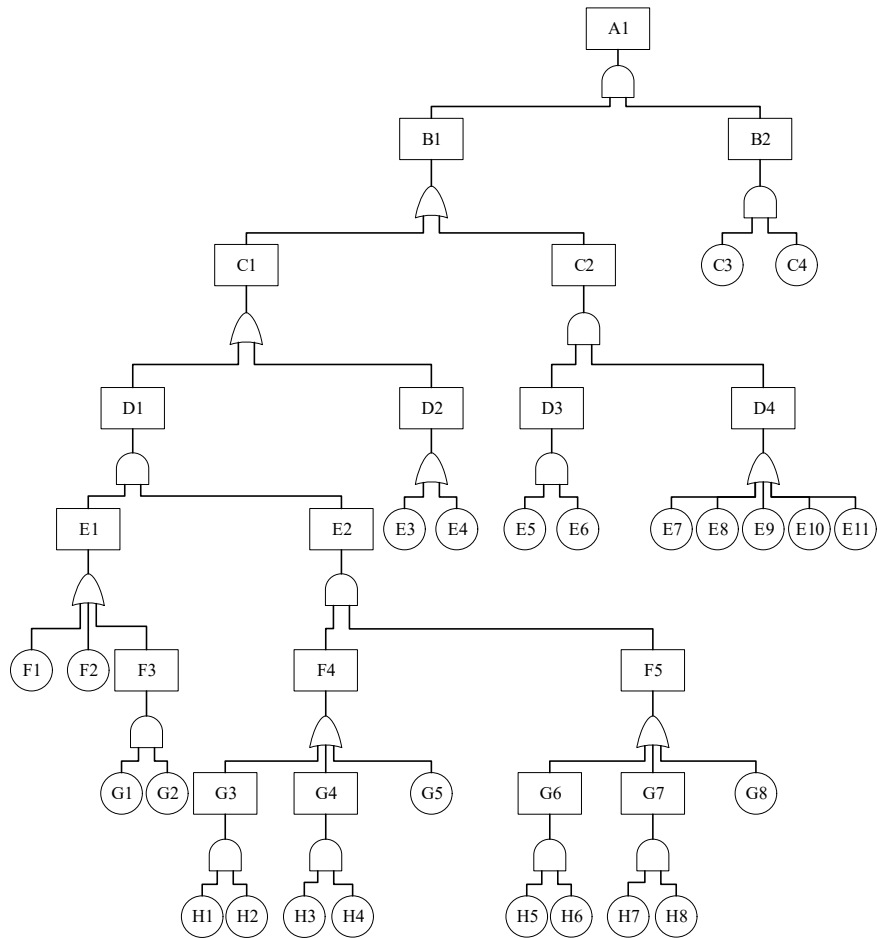 A1
B1 B2
C1 C2 C3 C4
D1 D2 D3 D4
E1 E2 E3 E4 E5 E6 E7 E8 E9 E10 E11
F1 F2 F3 F4 F5
G1 G2 G3 G4 G5 G6 G7 G8
H1 H2 H3 H4 H5 H6 H7 H8